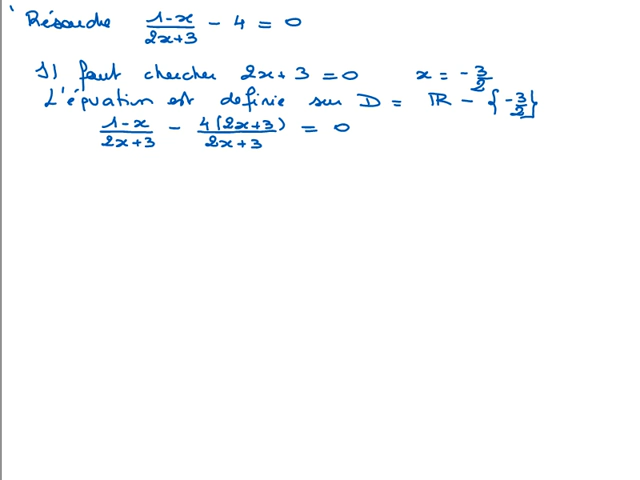 Résoudre (1-x)/(2x+3) - 4 = 0
Il faut chercher 2x+3 = 0 x = -3/2
L'équation est definie sur D = ℝ - {-3/2}
(1-x)/(2x+3) - 4(2x+3)/(2x+3) = 0